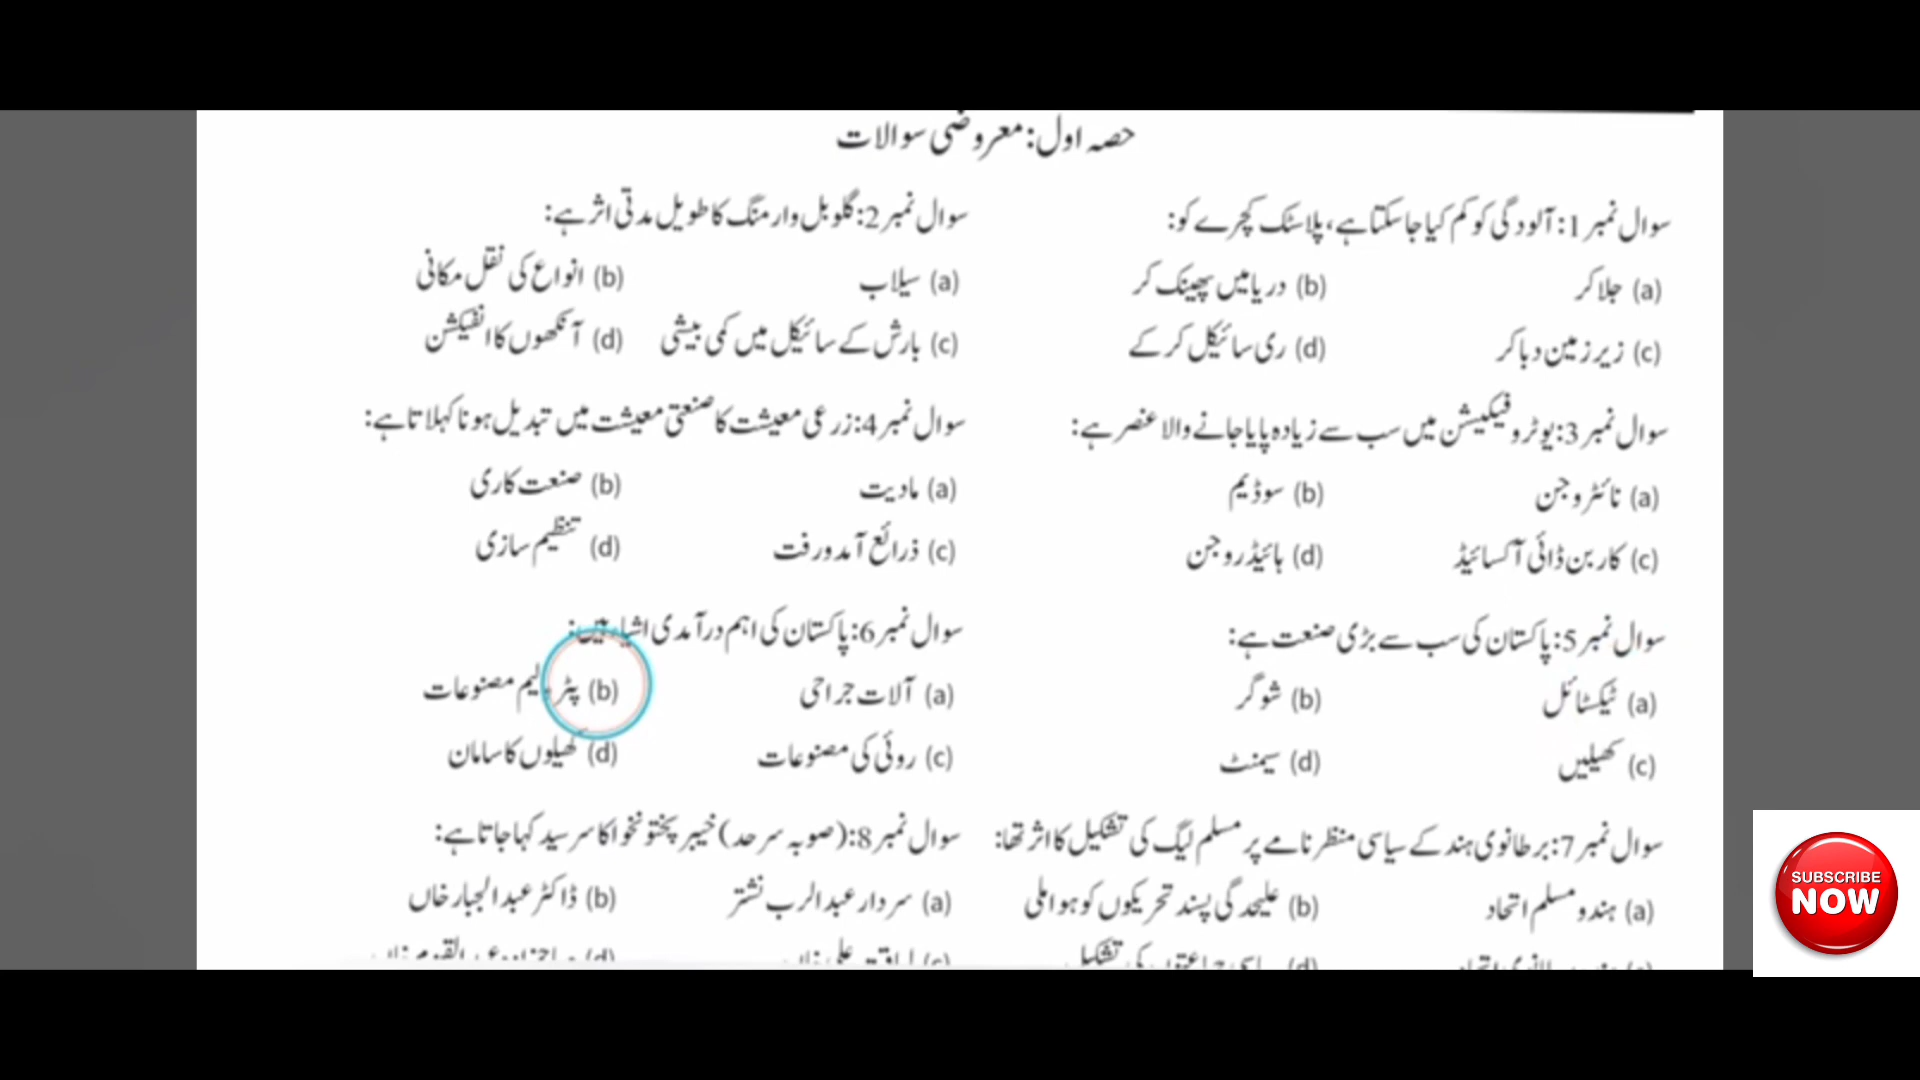 حصہ اول: معروضی سوالات
سوال نمبر 1: آلودگی کو کم کیا جاسکتا ہے، پلاسٹک کچرے کو:
(a) جلا کر (b) دریا میں پھینک کر
(c) زیر زمین دبا کر (d) ری سائیکل کر کے
سوال نمبر 2: گلوبل وارمنگ کا طویل مدتی اثر ہے:
(a) سیلاب (b) انواع کی نقل مکانی
(c) بارش کے سائیکل میں کمی بیشی (d) آنکھوں کا انفیکشن
سوال نمبر 3: یوٹروفیکیشن میں سب سے زیادہ پایا جانے والا عنصر ہے:
(a) نائٹروجن (b) سوڈیم
(c) کاربن ڈائی آکسائیڈ (d) ہائیڈروجن
سوال نمبر 4: زرعی معیشت کا صنعتی معیشت میں تبدیل ہونا کہلاتا ہے:
(a) مادیت (b) صنعت کاری
(c) ذرائع آمدورفت (d) تنظیم سازی
سوال نمبر 5: پاکستان کی سب سے بڑی صنعت ہے:
(a) ٹیکسٹائل (b) شوگر
(c) کھیلیں (d) سیمنٹ
سوال نمبر 6: پاکستان کی اہم درآمدی اشیاء ہیں:
(a) آلات جراحی (b) پٹرولیم مصنوعات
(c) روئی کی مصنوعات (d) کھیلوں کا سامان
سوال نمبر 7: برطانوی ہند کے سیاسی منظر نامے پر مسلم لیگ کی تشکیل کا اثر تھا:
(a) ہندو مسلم اتحاد (b) علیحدگی پسند تحریکوں کو ہوا ملی
سوال نمبر 8: (صوبہ سرحد) خیبر پختونخوا کا سرسید کہا جاتا ہے:
(a) سردار عبدالرب نشتر (b) ڈاکٹر عبدالجبار خاں
SUBSCRIBE
NOW